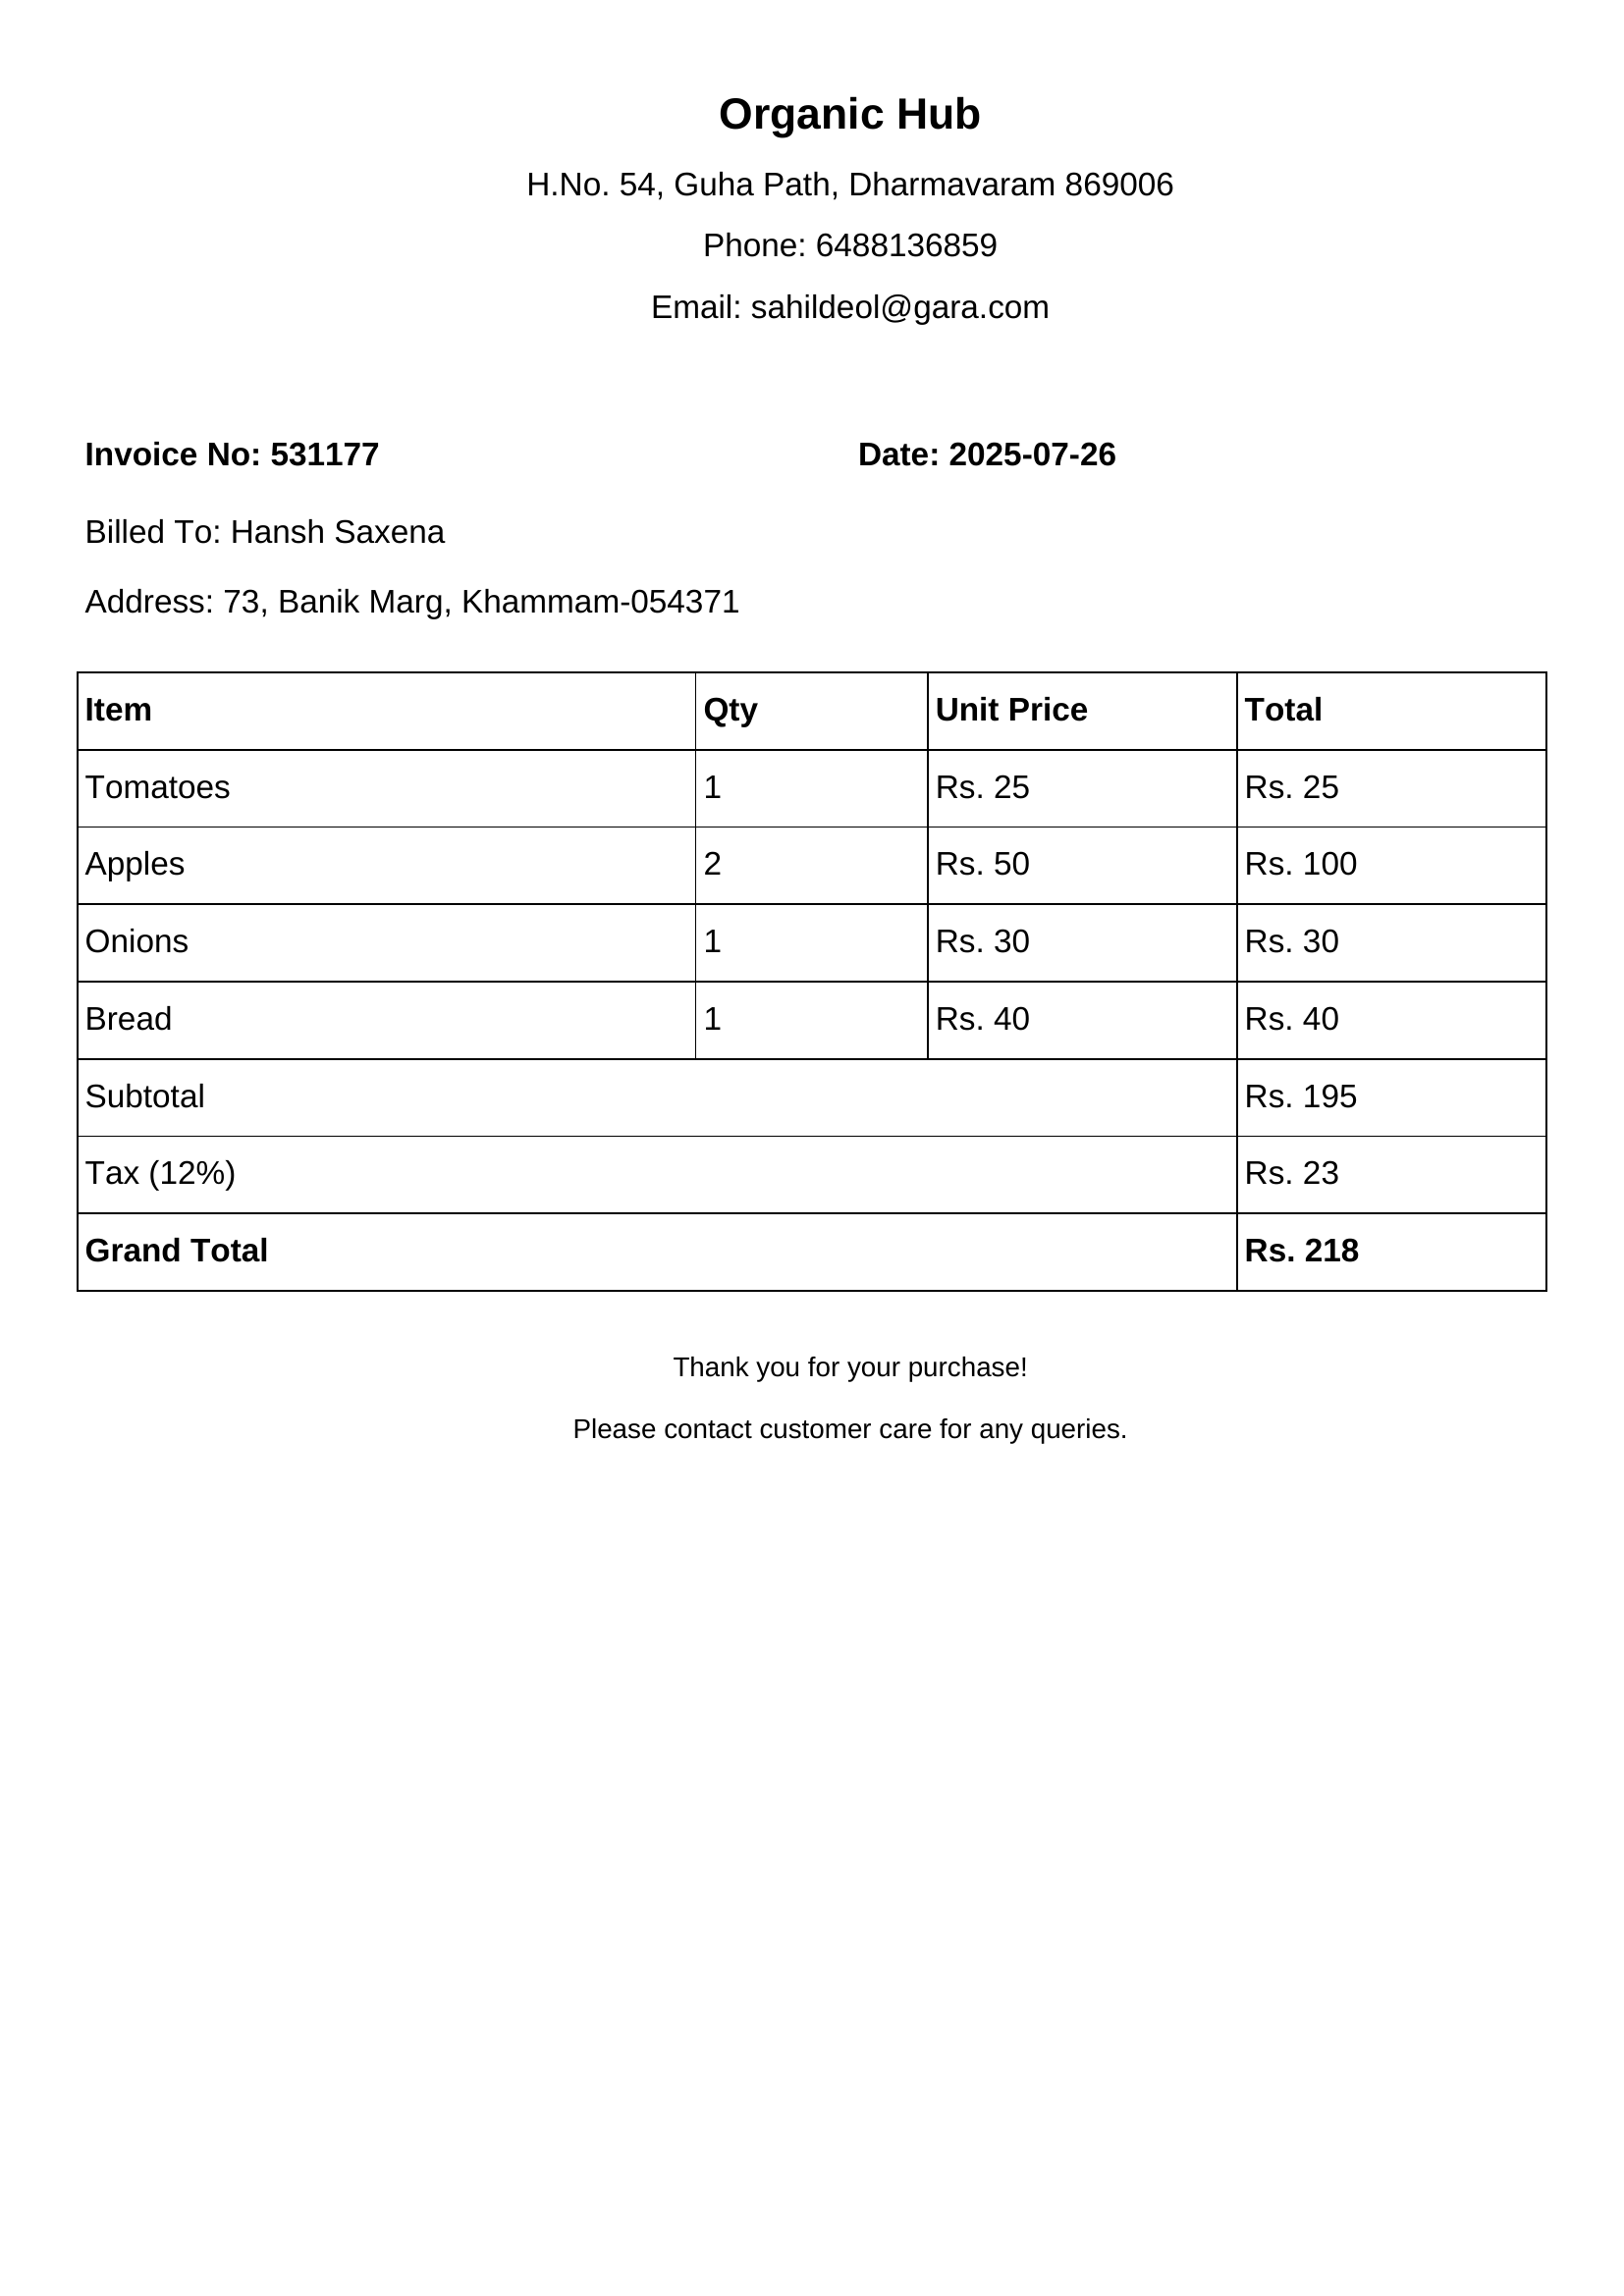 Organic Hub
H.No. 54, Guha Path, Dharmavaram 869006
Phone: 6488136859
Email: sahildeol@gara.com
Invoice No: 531177 Date: 2025-07-26
Billed To: Hansh Saxena
Address: 73, Banik Marg, Khammam-054371
Item Qty Unit Price Total
Tomatoes 1 Rs. 25 Rs. 25
Apples 2 Rs. 50 Rs. 100
Onions 1 Rs. 30 Rs. 30
Bread 1 Rs. 40 Rs. 40
Subtotal Rs. 195
Tax (12%) Rs. 23
Grand Total Rs. 218
Thank you for your purchase!
Please contact customer care for any queries.